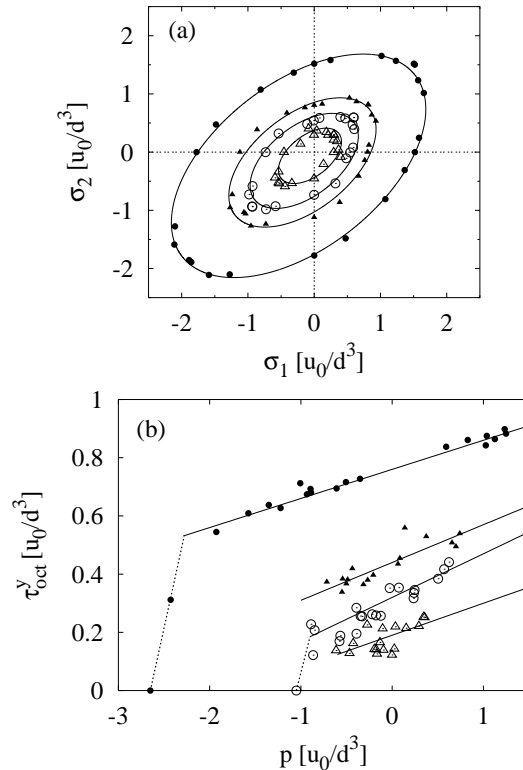 (a)
2
1
0
-1
-2
σ₂ [u₀/d³]
-2 -1 0 1 2
σ₁ [u₀/d³]
(b)
1
0.8
0.6
0.4
0.2
0
τ^y_oct [u₀/d³]
-3 -2 -1 0 1
p [u₀/d³]